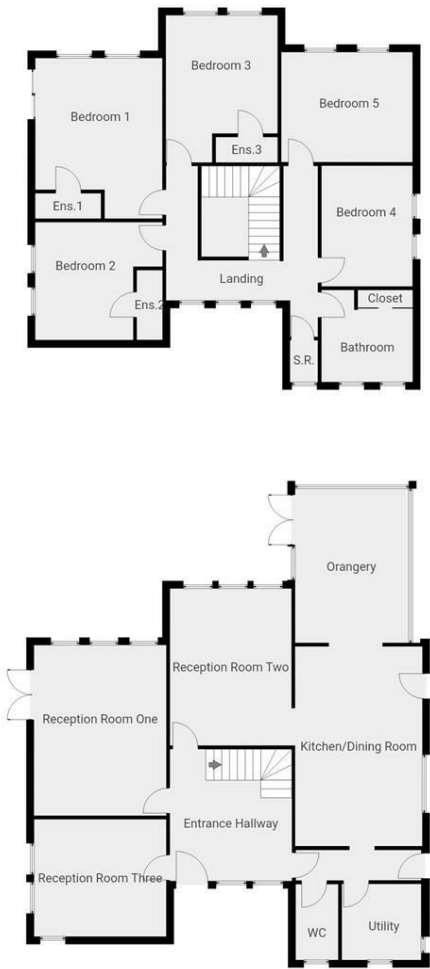 Bedroom 3
Bedroom 5
Bedroom 1
Ens.3
Ens.1
Bedroom 4
Bedroom 2
Landing
Ens.2
Closet
Bathroom
S.R.
Orangery
Reception Room Two
Reception Room One
Kitchen/Dining Room
Entrance Hallway
Reception Room Three
WC
Utility